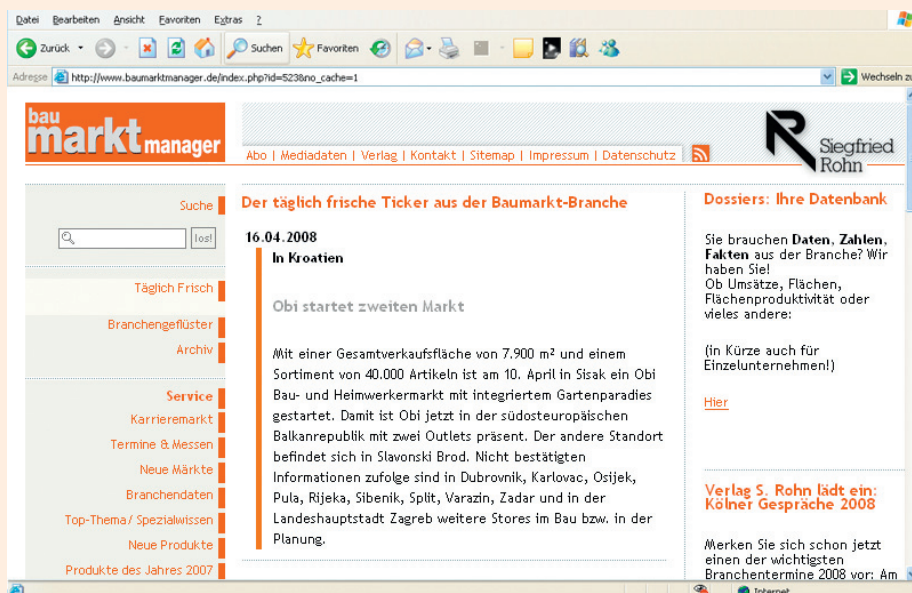 Datei Bearbeiten Ansicht Favoriten Extras ?
Zurück Suchen Favoriten
Adresse http://www.baumarktmanager.de/index.php?id=523&no_cache=1 Wechseln zu
bau
markt manager
Abo | Mediadaten | Verlag | Kontakt | Sitemap | Impressum | Datenschutz
Siegfried
Rohn
Suche
los!
Täglich Frisch
Branchengeflüster
Archiv
Service
Karrieremarkt
Termine & Messen
Neue Märkte
Branchendaten
Top-Thema / Spezialwissen
Neue Produkte
Produkte des Jahres 2007
Der täglich frische Ticker aus der Baumarkt-Branche
16.04.2008
In Kroatien
Obi startet zweiten Markt
Mit einer Gesamtverkaufsfläche von 7.900 m² und einem
Sortiment von 40.000 Artikeln ist am 10. April in Sisak ein Obi
Bau- und Heimwerkermarkt mit integriertem Gartenparadies
gestartet. Damit ist Obi jetzt in der südosteuropäischen
Balkanrepublik mit zwei Outlets präsent. Der andere Standort
befindet sich in Slavonski Brod. Nicht bestätigten
Informationen zufolge sind in Dubrovnik, Karlovac, Osijek,
Pula, Rijeka, Sibenik, Split, Varazin, Zadar und in der
Landeshauptstadt Zagreb weitere Stores im Bau bzw. in der
Planung.
Dossiers: Ihre Datenbank
Sie brauchen Daten, Zahlen,
Fakten aus der Branche? Wir
haben Sie!
Ob Umsätze, Flächen,
Flächenproduktivität oder
vieles andere:
(in Kürze auch für
Einzelunternehmen!)
Hier
Verlag S. Rohn lädt ein:
Kölner Gespräche 2008
Merken Sie sich schon jetzt
einen der wichtigsten
Branchentermine 2008 vor: Am
Internet